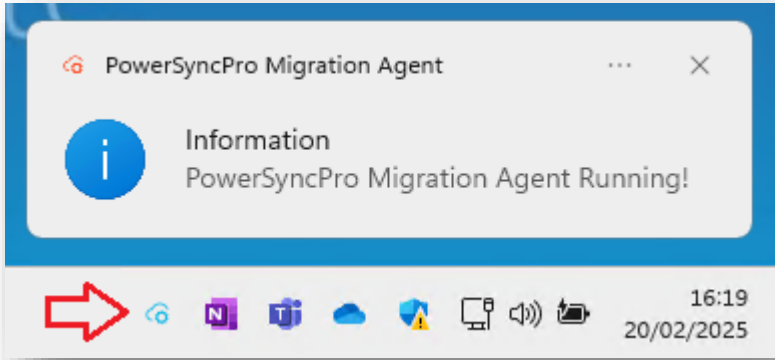 PowerSyncPro Migration Agent
Information
PowerSyncPro Migration Agent Running!
16:19
20/02/2025